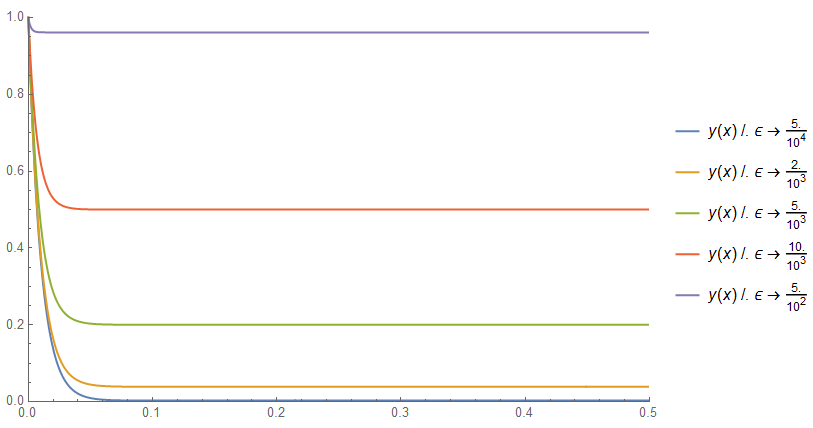 1.0
0.8
0.6
0.4
0.2
0.0
0.0 0.1 0.2 0.3 0.4 0.5
y(x) /. ϵ → 5./10^4
y(x) /. ϵ → 2./10^3
y(x) /. ϵ → 5./10^3
y(x) /. ϵ → 10./10^3
y(x) /. ϵ → 5./10^2